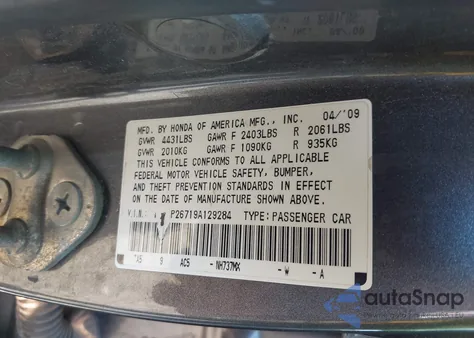 MFD. BY HONDA OF AMERICA MFG., INC. 04/'09
GVWR 4431LBS GAWR F 2403LBS R 2061LBS
GVWR 2010KG GAWR F 1090KG R 935KG
THIS VEHICLE CONFORMS TO ALL APPLICABLE
FEDERAL MOTOR VEHICLE SAFETY, BUMPER,
AND THEFT PREVENTION STANDARDS IN EFFECT
ON THE DATE OF MANUFACTURE SHOWN ABOVE.
V.I.N.: P26719A129284 TYPE:PASSENGER CAR
AC5 -NH737MX -W -A
autoSnap